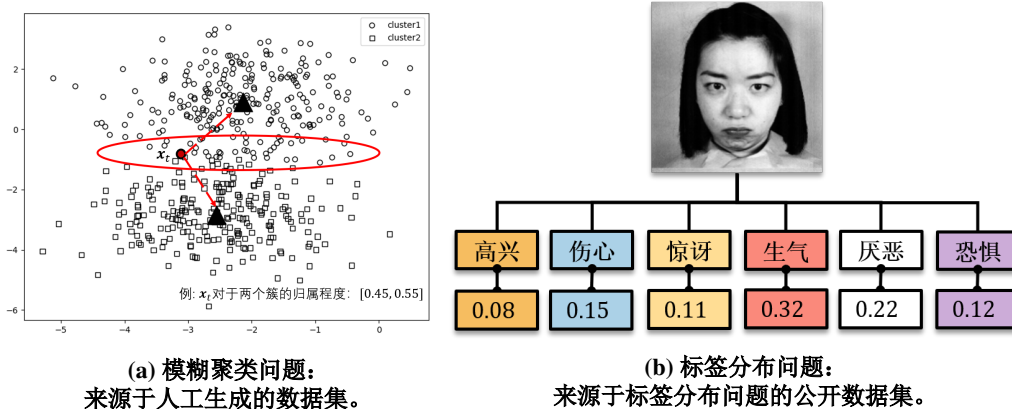 cluster1
cluster2
2
0
−2
−4
−6
−5
−4
−3
−2
−1
0
x_t
例: x_t对于两个簇的归属程度: [0.45, 0.55]
(a) 模糊聚类问题：
来源于人工生成的数据集。
高兴 伤心 惊讶 生气 厌恶 恐惧
0.08 0.15 0.11 0.32 0.22 0.12
(b) 标签分布问题：
来源于标签分布问题的公开数据集。